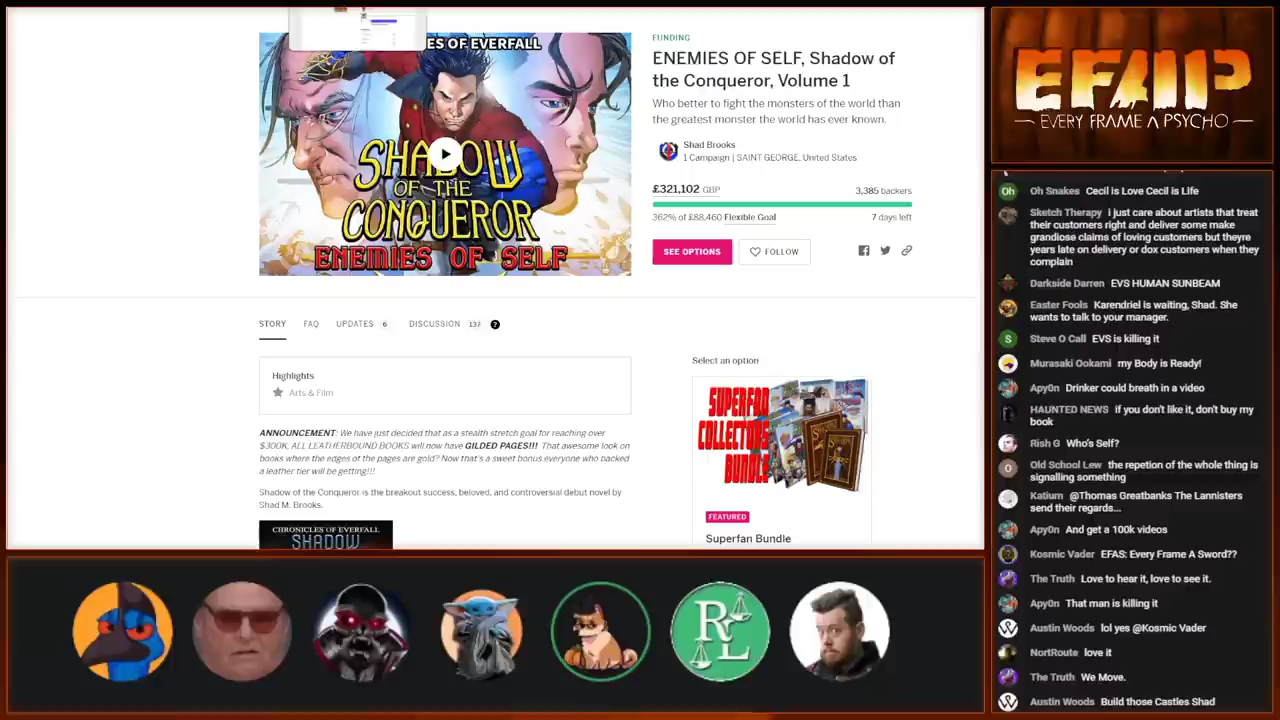 ES OF EVERFALL
SHADOW
OF THE
CONQUEROR
ENEMIES OF SELF
FUNDING
ENEMIES OF SELF, Shadow of
the Conqueror, Volume 1
Who better to fight the monsters of the world than
the greatest monster the world has ever known.
Shad Brooks
1 Campaign | SAINT GEORGE, United States
£321,102 GBP
3,385 backers
362% of £88,460 Flexible Goal
7 days left
SEE OPTIONS
FOLLOW
STORY
FAQ
UPDATES 6
DISCUSSION 137 ?
Highlights
Arts & Film
ANNOUNCEMENT: We have just decided that as a stealth stretch goal for reaching over
$300K, ALL LEATHERBOUND BOOKS will now have GILDED PAGES!!! That awesome look on
books where the edges of the pages are gold? Now that's a sweet bonus everyone who backed
a leather tier will be getting!!!
Shadow of the Conqueror is the breakout success, beloved, and controversial debut novel by
Shad M. Brooks.
CHRONICLES OF EVERFALL
SHADOW
Select an option
SUPERFAN
COLLECTORS
BUNDLE
FEATURED
Superfan Bundle
RL
EFAP
EVERY FRAME A PSYCHO
Oh Snakes Cecil is Love Cecil is Life
Sketch Therapy i just care about artists that treat
their customers right and deliver some make
grandiose claims of loving customers but theyre
years late on delivery or dox customers when they
complain
Darkside Darren EVS HUMAN SUNBEAM
Easter Fools Karendriel is waiting, Shad. She
wants to talk to your manager.
S Steve O Call EVS is killing it
Murasaki Ookami my Body is Ready!
Apy0n Drinker could breath in a video
HAUNTED NEWS if you don't like it, don't buy my
book
Rish G Who's Self?
O Old School Lew the repetion of the whole thing is
signalling something
Katium @Thomas Greatbanks The Lannisters
send their regards...
Apy0n And get a 100k videos
Kosmic Vader EFAS: Every Frame A Sword??
The Truth Love to hear it, love to see it.
Apy0n That man is killing it
Austin Woods lol yes @Kosmic Vader
NortRoute love it
The Truth We Move.
Austin Woods Build those Castles Shad